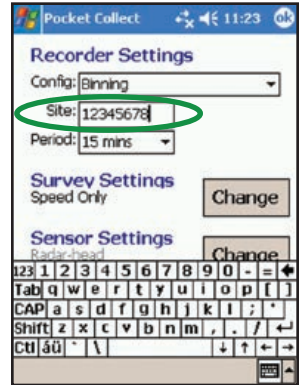 Pocket Collect 11:23 ok
Recorder Settings
Config: Binning
Site: 12345678
Period: 15 mins
Survey Settings
Speed Only
Change
Sensor Settings
Radar-head
Change
123 1 2 3 4 5 6 7 8 9 0 - =
Tab q w e r t y u i o p [ ]
CAP a s d f g h j k l ; '
Shift z x c v b n m , . /
Ctl áü ` \